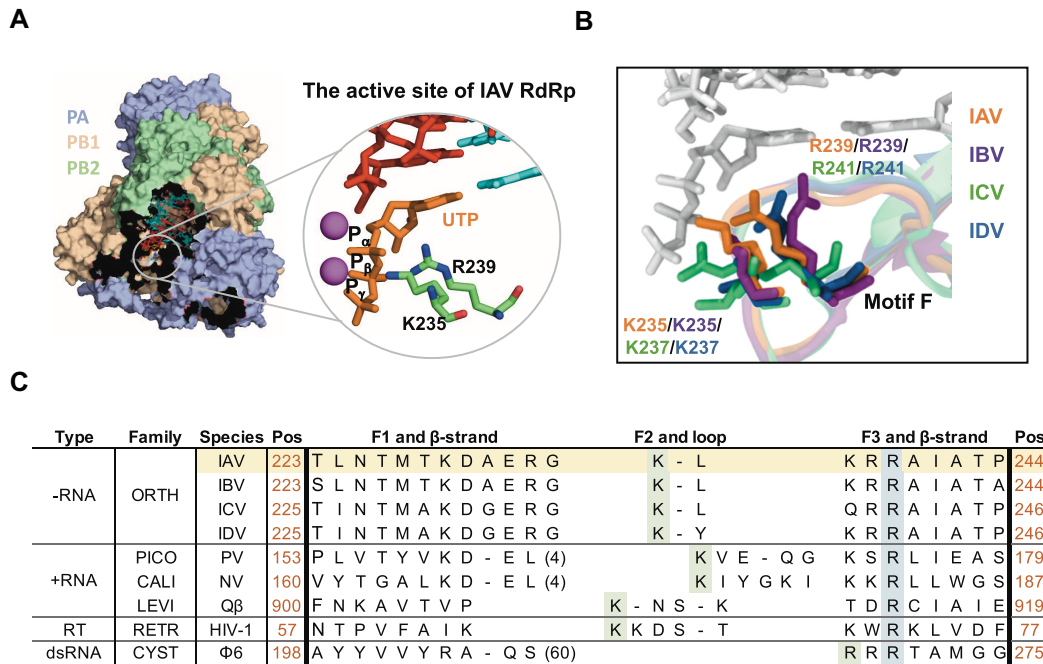 A
B
The active site of IAV RdRp
PA
PB1
PB2
UTP
Pα
Pβ
Pγ
R239
K235
R239/R239/
R241/R241
IAV
IBV
ICV
IDV
Motif F
K235/K235/
K237/K237
C
Type Family Species Pos F1 and β-strand F2 and loop F3 and β-strand Pos
-RNA ORTH IAV 223 T L N T M T K D A E R G K - L K R R A I A T P 244
IBV 223 S L N T M T K D A E R G K - L K R R A I A T A 244
ICV 225 T I N T M A K D G E R G K - L Q R R A I A T P 246
IDV 225 T I N T M A K D G E R G K - Y K R R A I A T P 246
+RNA PICO PV 153 P L V T Y V K D - E L (4) K V E - Q G K S R L I E A S 179
CALI NV 160 V Y T G A L K D - E L (4) K I Y G K I K K R L L W G S 187
LEVI Qβ 900 F N K A V T V P K - N S - K T D R C I A I E 919
RT RETR HIV-1 57 N T P V F A I K K K D S - T K W R K L V D F 77
dsRNA CYST Φ6 198 A Y Y V V Y R A - Q S (60) R R R T A M G G 275